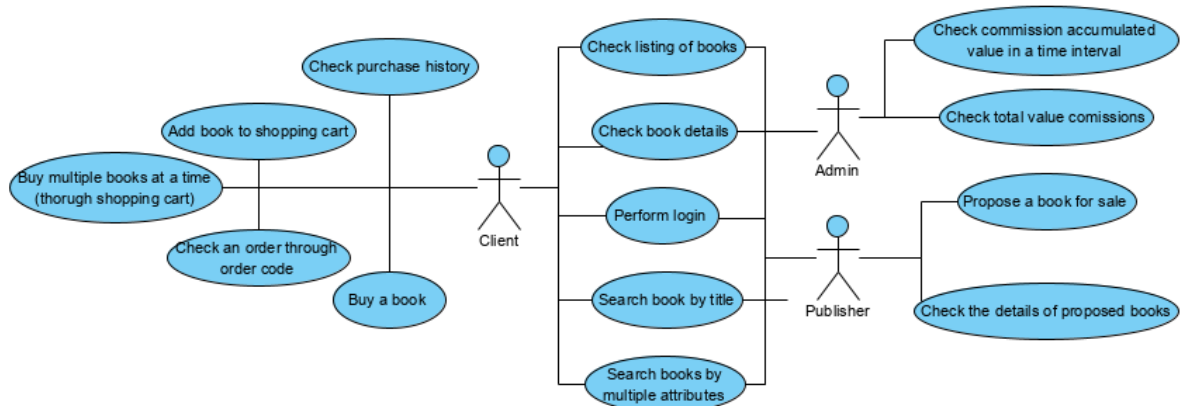 Check purchase history
Add book to shopping cart
Buy multiple books at a time
(thorugh shopping cart)
Check an order through
order code
Buy a book
Client
Check listing of books
Check book details
Perform login
Search book by title
Search books by
multiple attributes
Admin
Publisher
Check commission accumulated
value in a time interval
Check total value comissions
Propose a book for sale
Check the details of proposed books